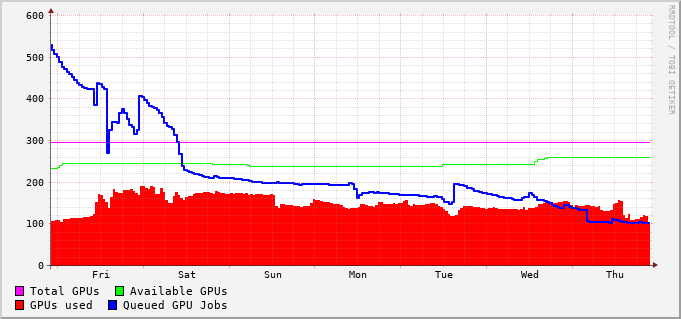 600
500
400
300
200
100
0
Fri Sat Sun Mon Tue Wed Thu
Total GPUs Available GPUs
GPUs used Queued GPU Jobs
RRDTOOL / TOBI OETIKER